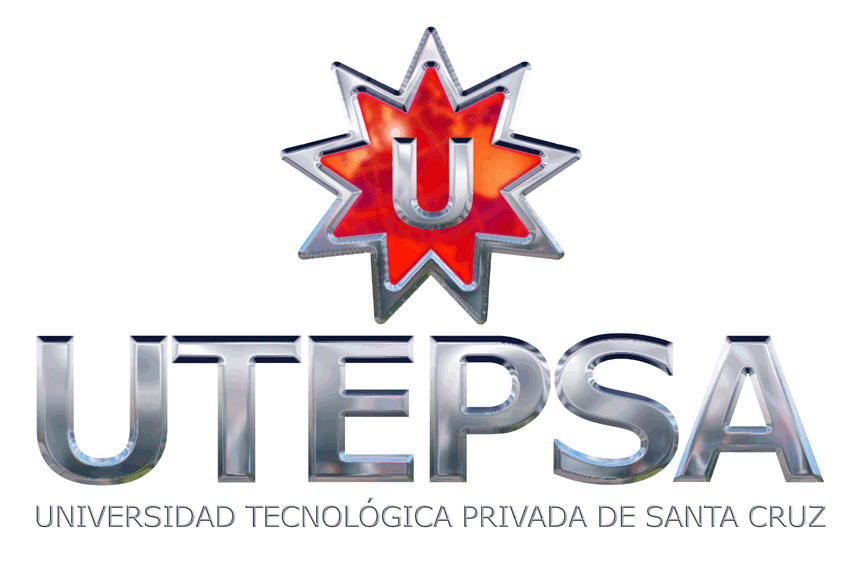 U
UTEPSA
UNIVERSIDAD TECNOLÓGICA PRIVADA DE SANTA CRUZ